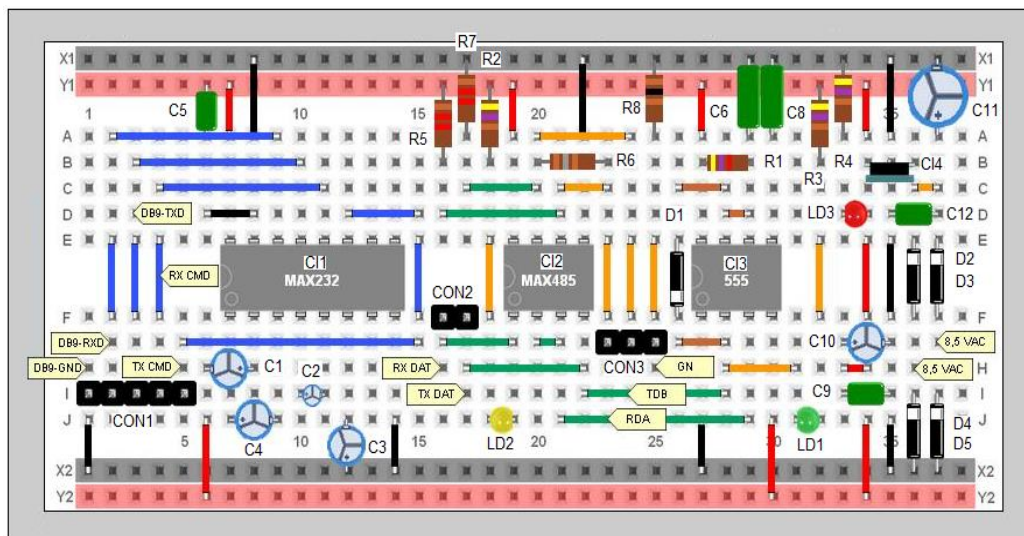 R7
X1 X1
R2
Y1 Y1
1 C5 20 R8 C6 C8 C11
15 R5 R4
A A
B R6 R1 CI4 B
C R3 C
D DB9-TXD D1 LD3 C12 D
E E
CI1 CI2 CI3 D2
RX CMD MAX232 MAX485 555 D3
CON2
F F
DB9-RXD C10 8,5 VAC
DB9-GND TX CMD C1 RX DAT CON3 GN H 8,5 VAC
C2
I TX DAT TDB C9 I
CON1
J RDA D4 J
5 C4 10 C3 15 LD2 20 25 30 LD1 35 D5
X2 X2
Y2 Y2